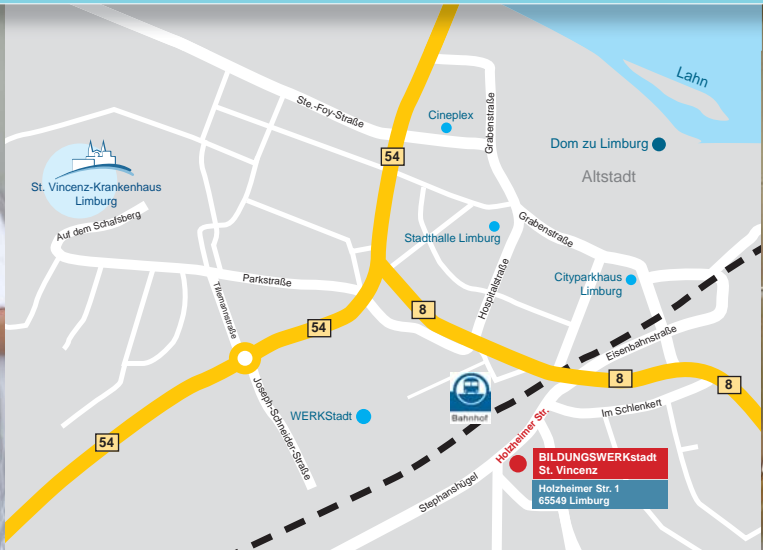 Lahn
Ste.-Foy-Straße
Cineplex
Grabenstraße
54
Dom zu Limburg
Altstadt
St. Vincenz-Krankenhaus
Limburg
Auf dem Schafsberg
Stadthalle Limburg
Grabenstraße
Parkstraße
Tilemannstraße
Hospitalstraße
Cityparkhaus
Limburg
8
54
Eisenbahnstraße
8
8
Joseph-Schneider-Straße
Bahnhof
WERKStadt
Im Schlenkert
Holzheimer Str.
54
Stephanshügel
BILDUNGSWERKstadt
St. Vincenz
Holzheimer Str. 1
65549 Limburg